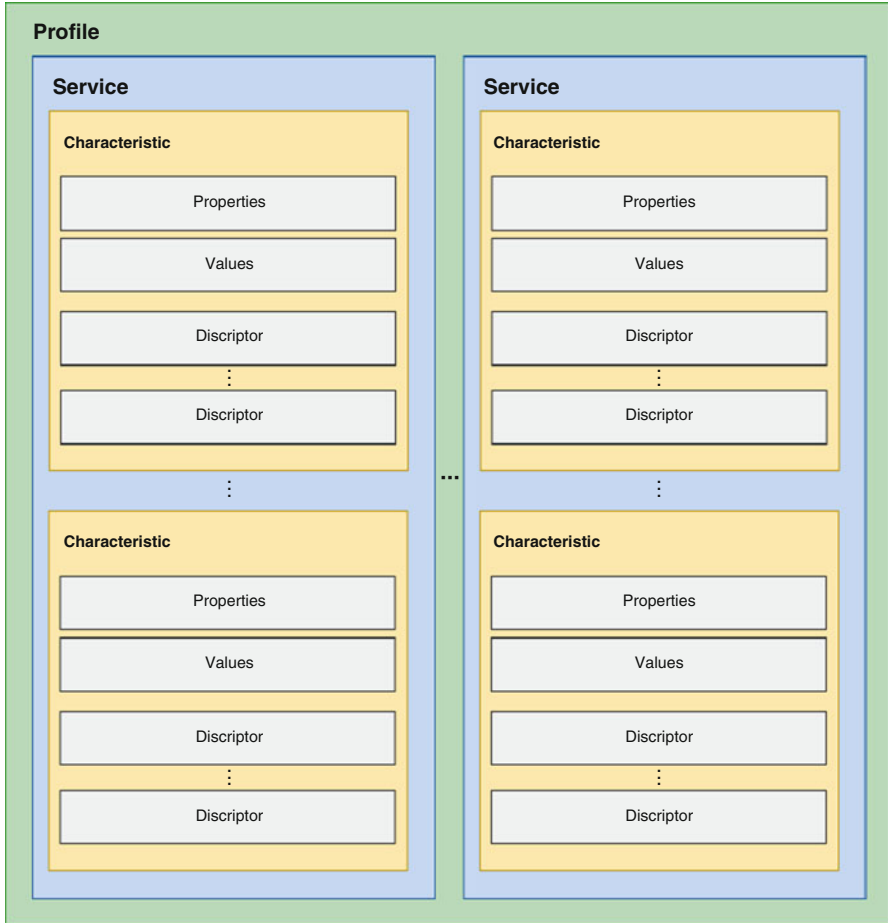 Profile
Service
Characteristic
Properties
Values
Discriptor
⋮
Discriptor
⋮
Characteristic
Properties
Values
Discriptor
⋮
Discriptor
...
Service
Characteristic
Properties
Values
Discriptor
⋮
Discriptor
⋮
Characteristic
Properties
Values
Discriptor
⋮
Discriptor